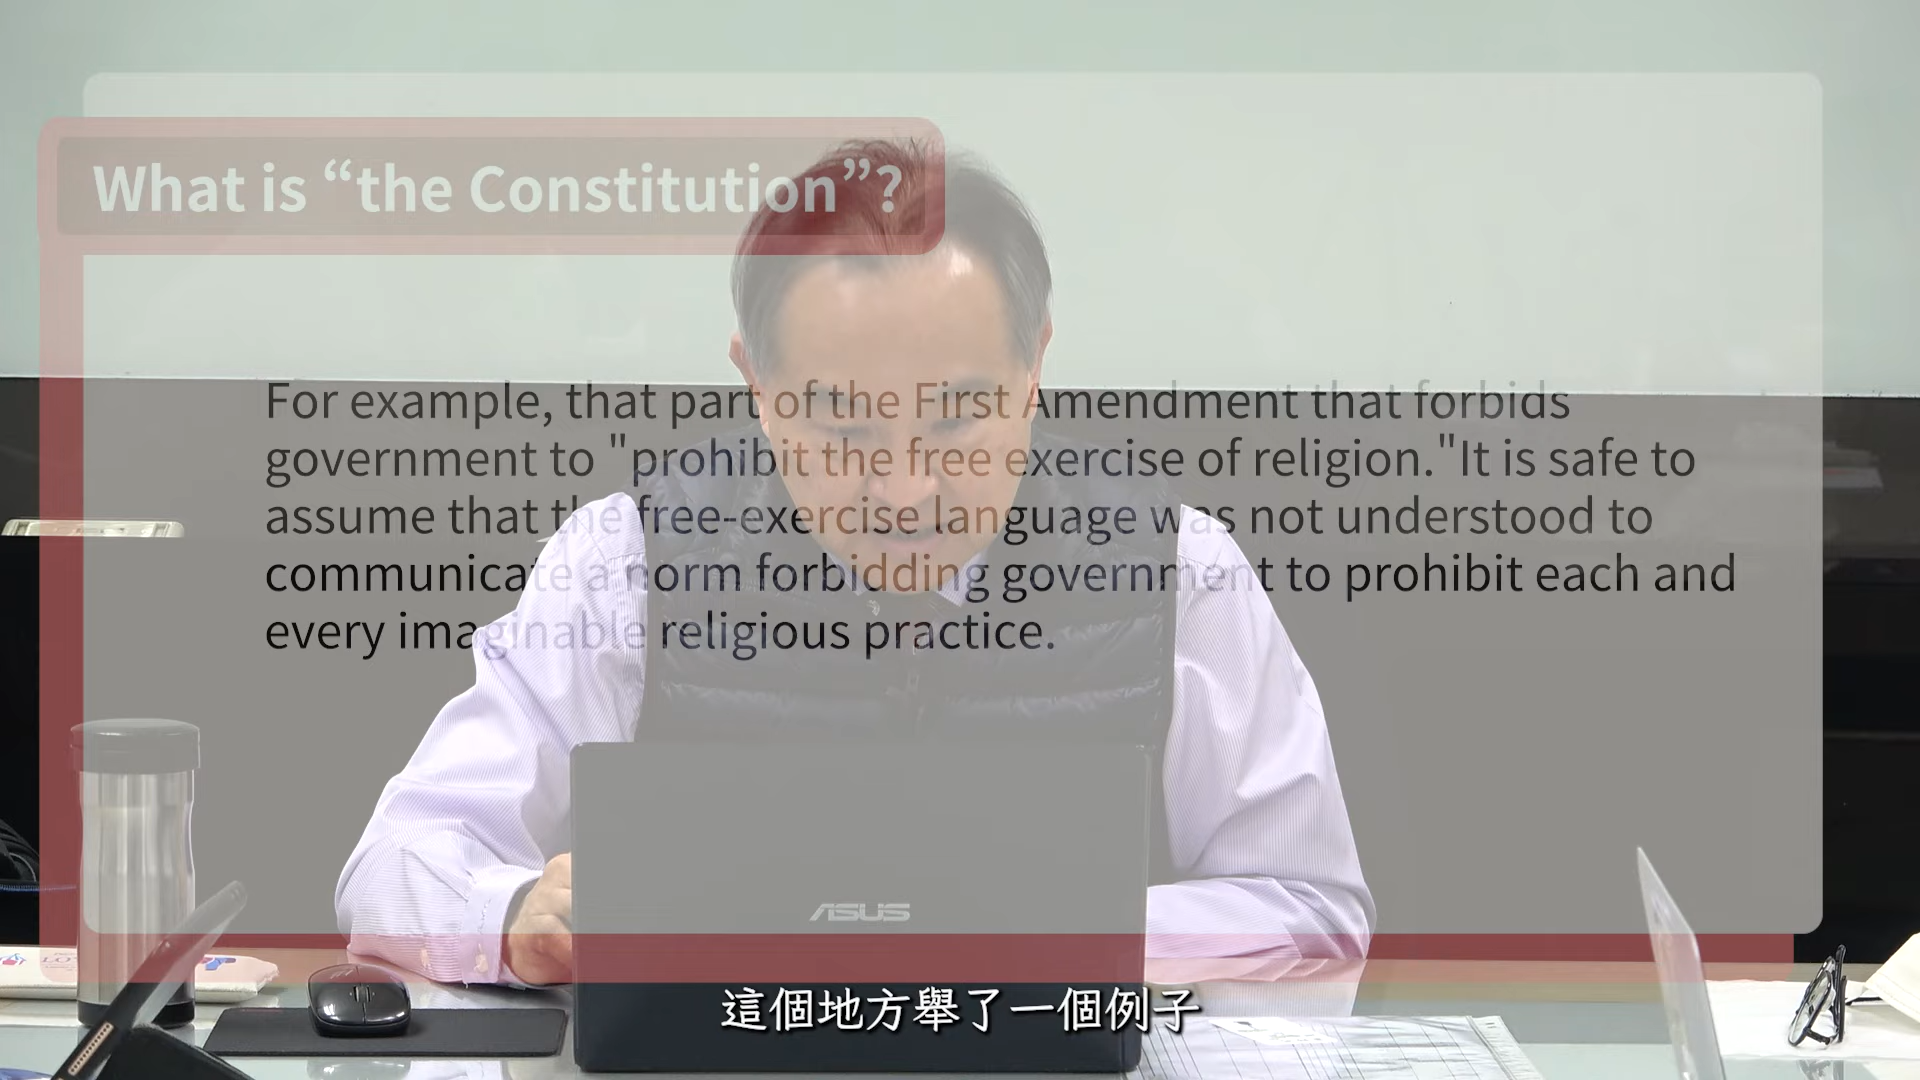 What is “the Constitution”?
For example, that part of the First Amendment that forbids
government to "prohibit the free exercise of religion."It is safe to
assume that the free-exercise language was not understood to
communicate a norm forbidding government to prohibit each and
every imaginable religious practice.
ASUS
這個地方舉了一個例子